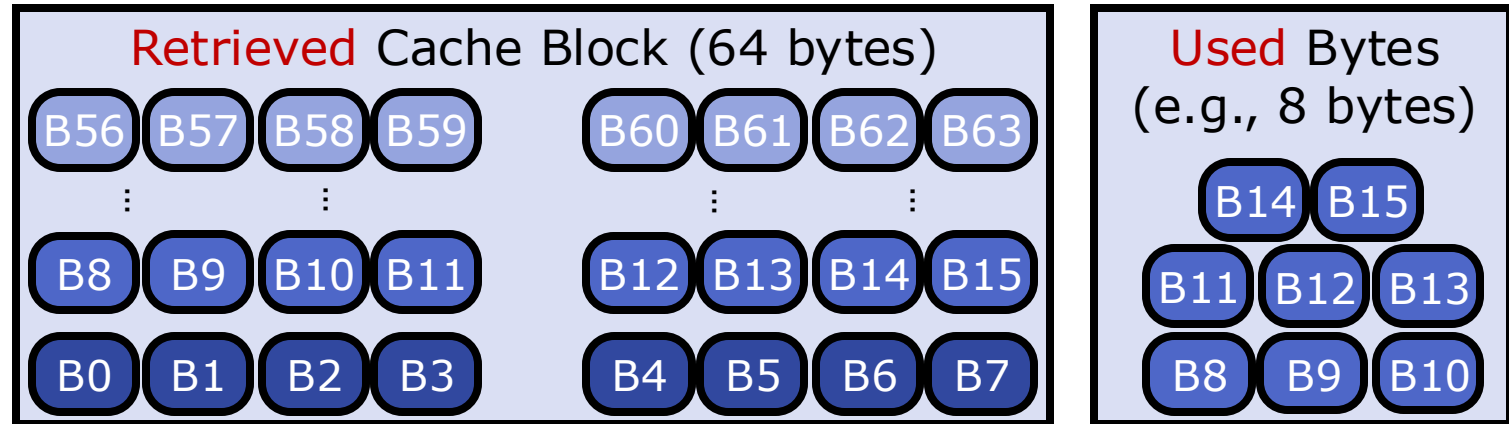 Retrieved Cache Block (64 bytes)
B56 B57 B58 B59 B60 B61 B62 B63
... ... ... ...
B8 B9 B10 B11 B12 B13 B14 B15
B0 B1 B2 B3 B4 B5 B6 B7
Used Bytes
(e.g., 8 bytes)
B14 B15
B11 B12 B13
B8 B9 B10